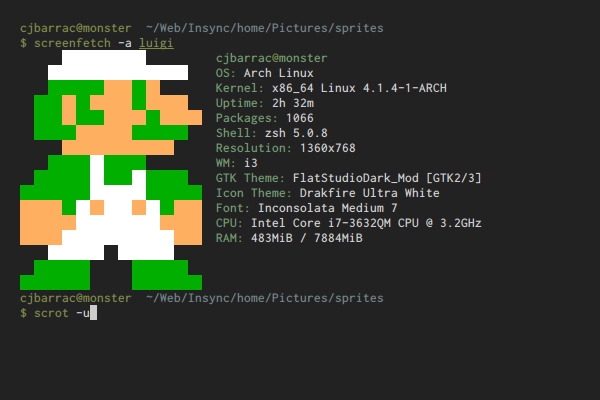 cjbarrac@monster ~/Web/Insync/home/Pictures/sprites
$ screenfetch -a luigi
cjbarrac@monster
OS: Arch Linux
Kernel: x86_64 Linux 4.1.4-1-ARCH
Uptime: 2h 32m
Packages: 1066
Shell: zsh 5.0.8
Resolution: 1360x768
WM: i3
GTK Theme: FlatStudioDark_Mod [GTK2/3]
Icon Theme: Drakfire Ultra White
Font: Inconsolata Medium 7
CPU: Intel Core i7-3632QM CPU @ 3.2GHz
RAM: 483MiB / 7884MiB
cjbarrac@monster ~/Web/Insync/home/Pictures/sprites
$ scrot -u